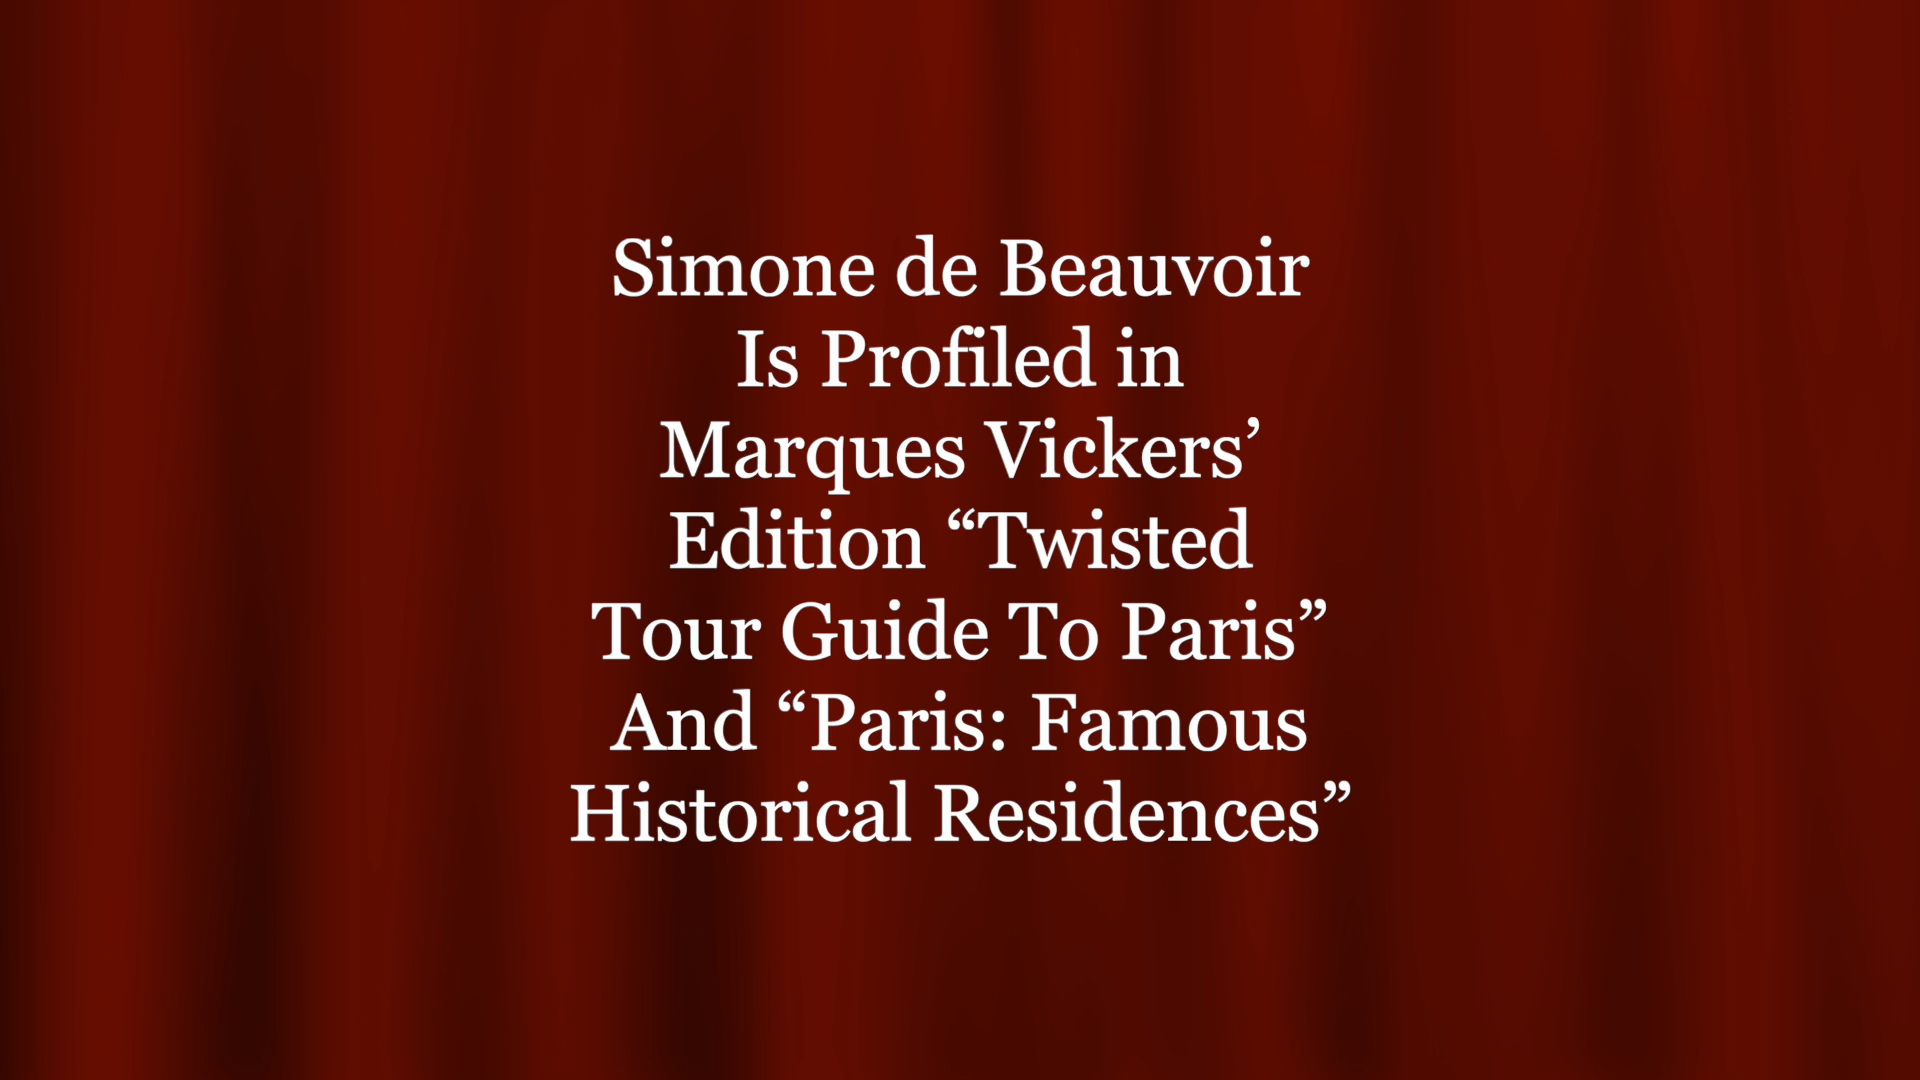 Simone de Beauvoir
Is Profiled in
Marques Vickers’
Edition “Twisted
Tour Guide To Paris”
And “Paris: Famous
Historical Residences”